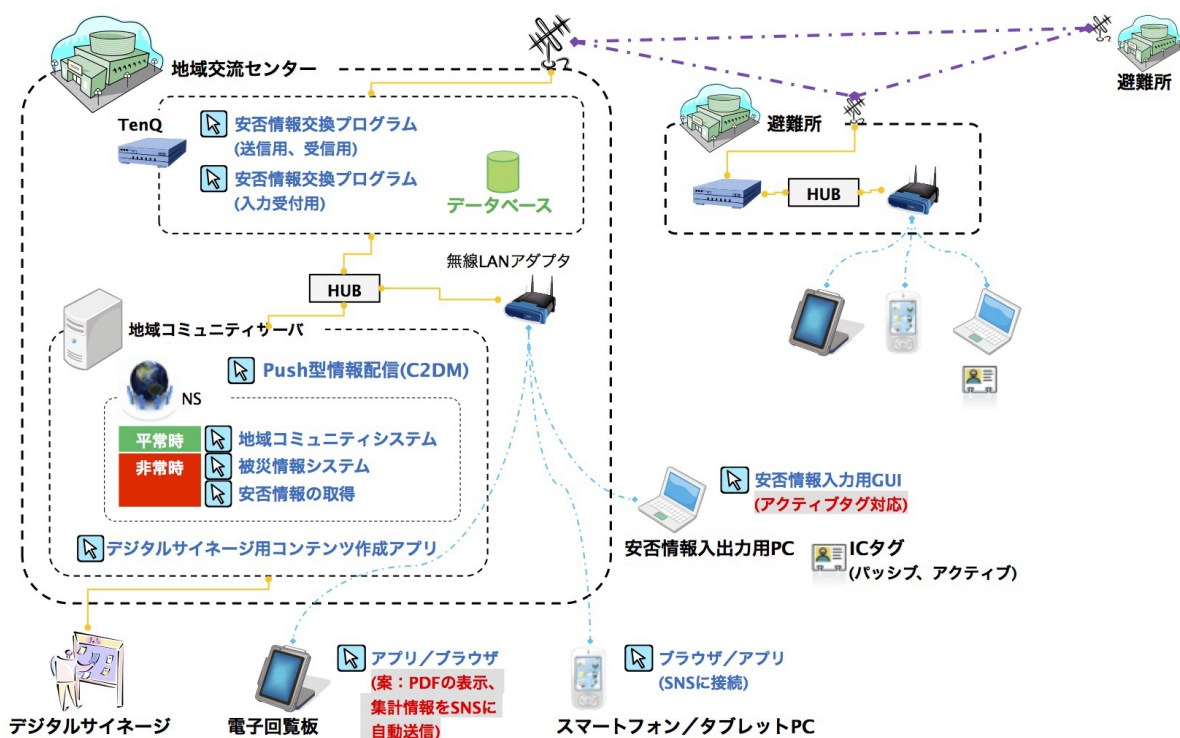 地域交流センター
避難所
避難所
TenQ
安否情報交換プログラム
(送信用、受信用)
安否情報交換プログラム
(入力受付用)
データベース
HUB
無線LANアダプタ
HUB
地域コミュニティサーバ
Push型情報配信(C2DM)
NS
平常時
地域コミュニティシステム
非常時
被災情報システム
安否情報の取得
デジタルサイネージ用コンテンツ作成アプリ
安否情報入力用GUI
(アクティブタグ対応)
安否情報入出力用PC
ICタグ
(パッシブ、アクティブ)
デジタルサイネージ
電子回覧板
アプリ／ブラウザ
(案：PDFの表示、
集計情報をSNSに
自動送信)
スマートフォン／タブレットPC
ブラウザ／アプリ
(SNSに接続)